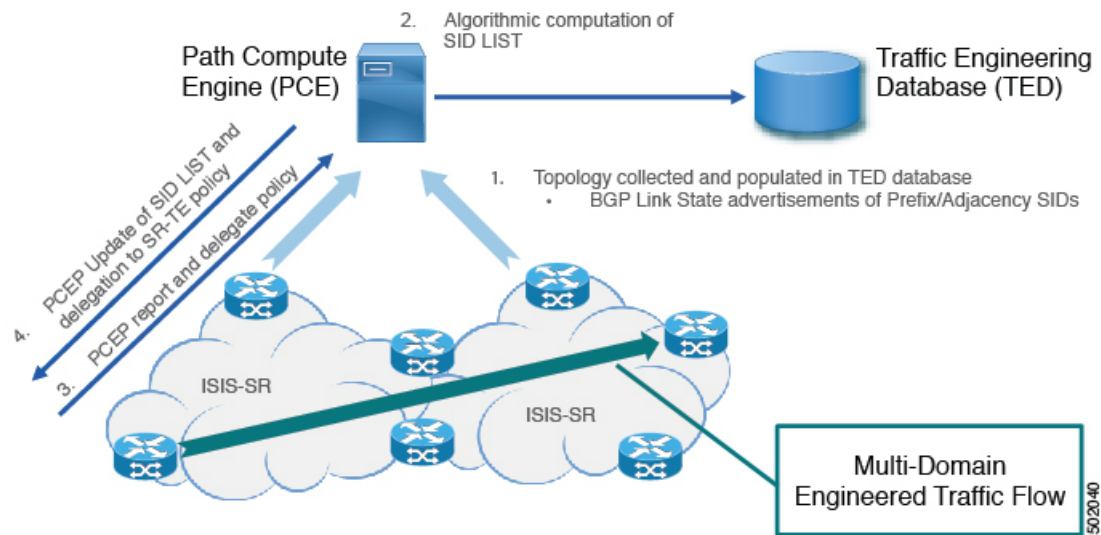 2. Algorithmic computation of
SID LIST
Path Compute
Engine (PCE)
Traffic Engineering
Database (TED)
1. Topology collected and populated in TED database
• BGP Link State advertisements of Prefix/Adjacency SIDs
4. PCEP Update of SID LIST and
delegation to SR-TE policy
3. PCEP report and delegate policy
ISIS-SR
ISIS-SR
Multi-Domain
Engineered Traffic Flow
502040